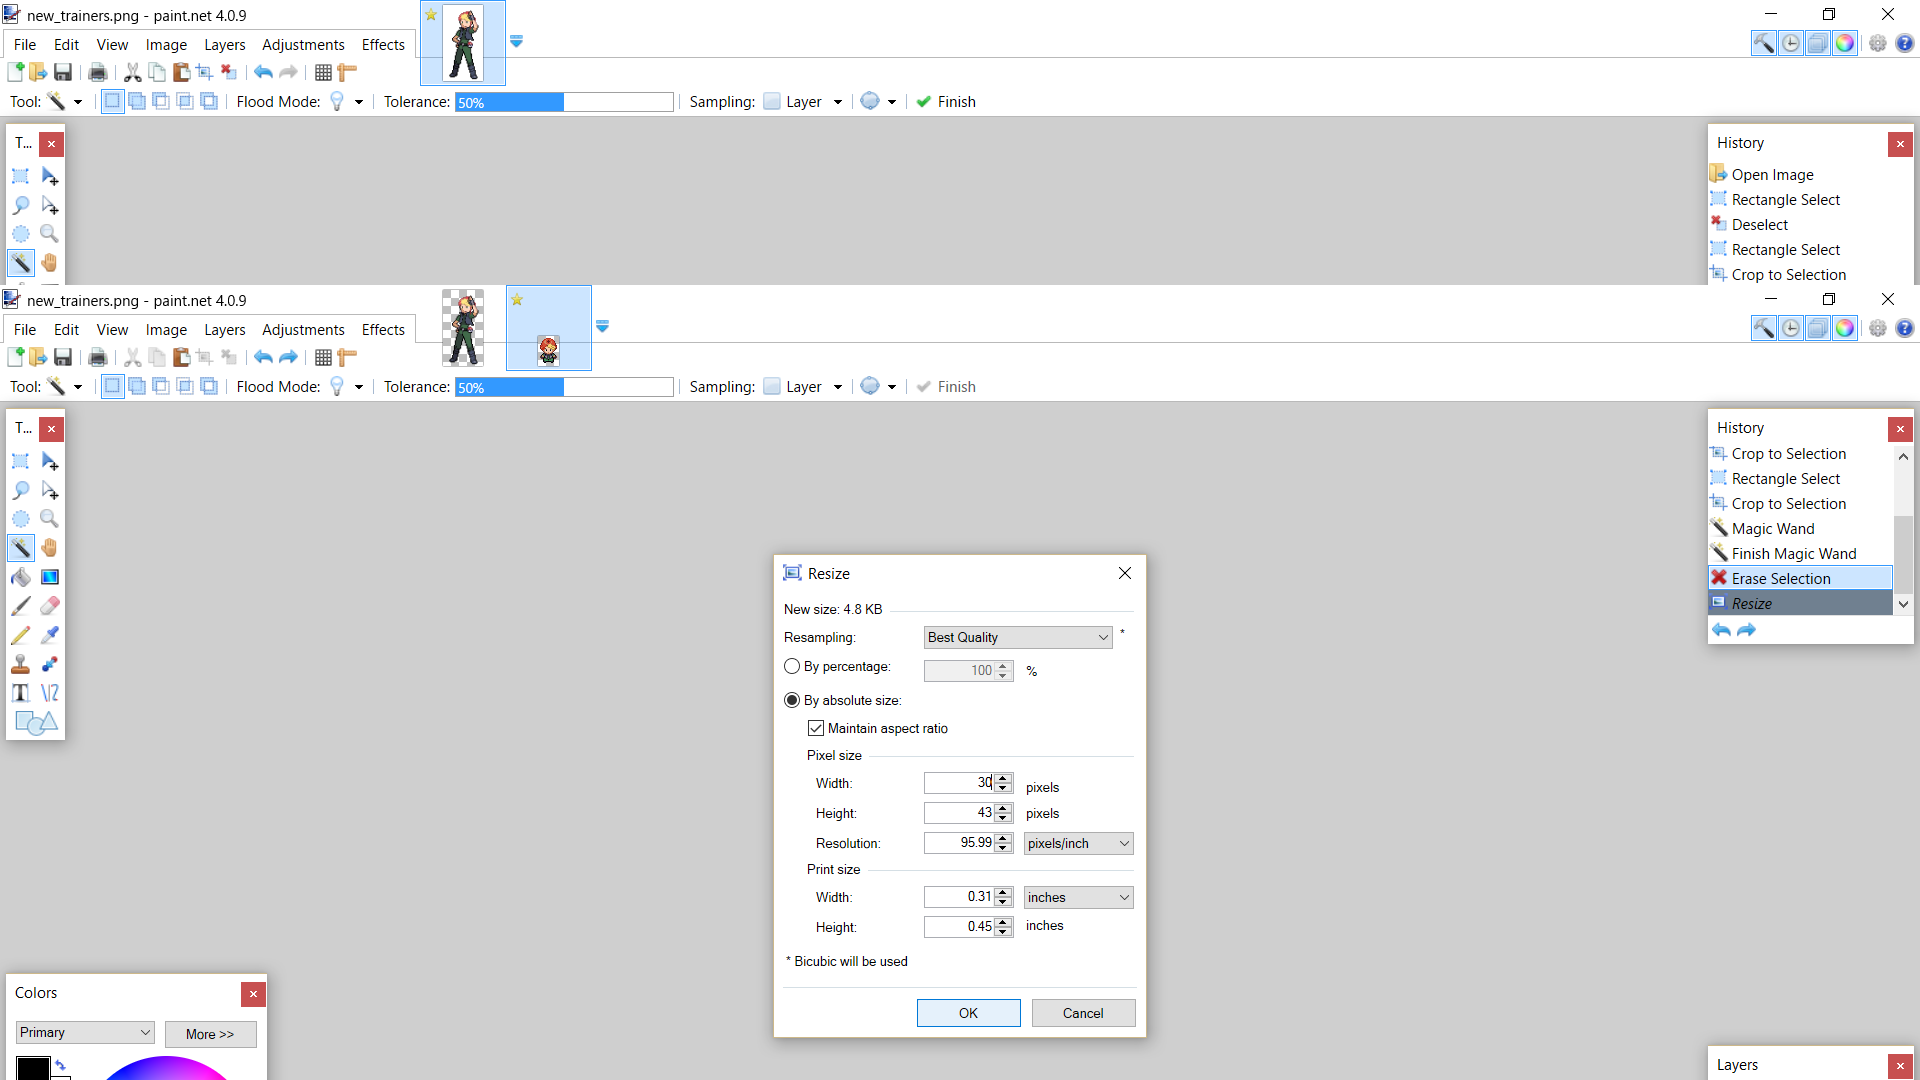 new_trainers.png - paint.net 4.0.9
File Edit View Image Layers Adjustments Effects
Tool: Flood Mode: Tolerance: 50% Sampling: Layer Finish
T...
History
Open Image
Rectangle Select
Deselect
Rectangle Select
Crop to Selection
new_trainers.png - paint.net 4.0.9
File Edit View Image Layers Adjustments Effects
Tool: Flood Mode: Tolerance: 50% Sampling: Layer Finish
T...
History
Crop to Selection
Rectangle Select
Crop to Selection
Magic Wand
Finish Magic Wand
Erase Selection
Resize
Resize
New size: 4.8 KB
Resampling: Best Quality *
By percentage: 100 %
By absolute size:
Maintain aspect ratio
Pixel size
Width: 30 pixels
Height: 43 pixels
Resolution: 95.99 pixels/inch
Print size
Width: 0.31 inches
Height: 0.45 inches
* Bicubic will be used
OK Cancel
Colors
Primary More >>
Layers